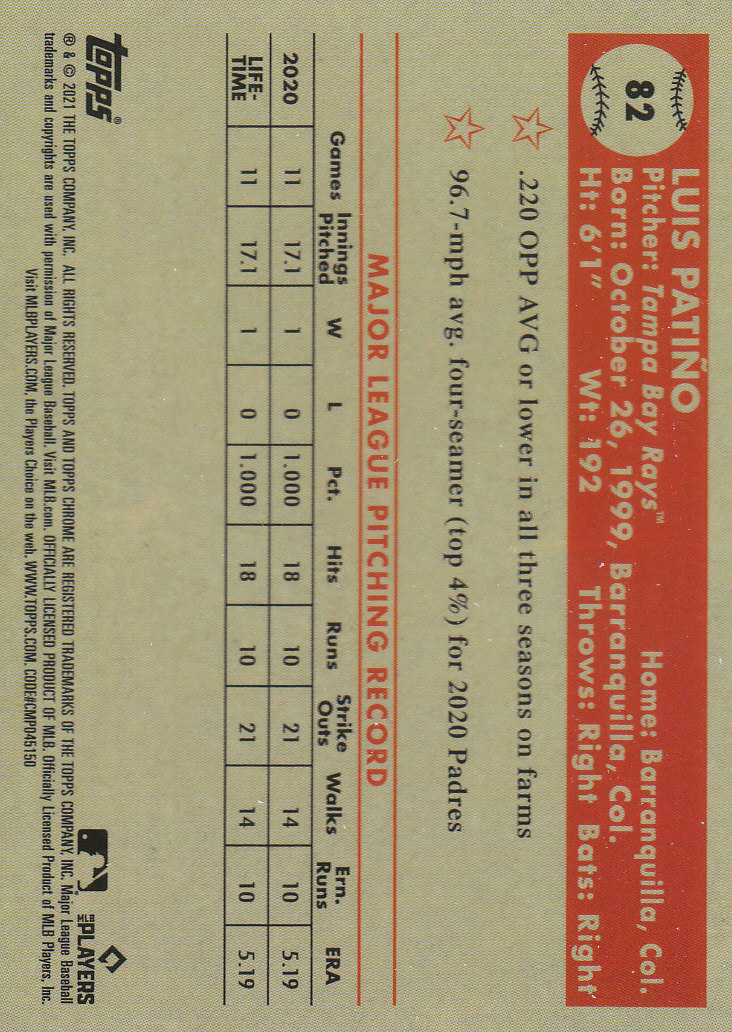 82
LUIS PATIÑO
Pitcher: Tampa Bay Rays™ Home: Barranquilla, Col.
Born: October 26, 1999, Barranquilla, Col.
Ht: 6'1" Wt: 192 Throws: Right Bats: Right
.220 OPP AVG or lower in all three seasons on farms
96.7-mph avg. four-seamer (top 4%) for 2020 Padres
MAJOR LEAGUE PITCHING RECORD
Games Innings Pitched W L Pct. Hits Runs Strike Outs Walks Ern. Runs ERA
2020 11 17.1 1 0 1.000 18 10 21 14 10 5.19
LIFE-TIME 11 17.1 1 0 1.000 18 10 21 14 10 5.19
topps®
MLB PLAYERS
® & © 2021 THE TOPPS COMPANY, INC. ALL RIGHTS RESERVED. TOPPS AND TOPPS CHROME ARE REGISTERED TRADEMARKS OF THE TOPPS COMPANY, INC. Major League Baseball
trademarks and copyrights are used with permission of Major League Baseball. Visit MLB.com. OFFICIALLY LICENSED PRODUCT OF MLB. Officially Licensed Product of MLB Players, Inc.
Visit MLBPLAYERS.COM, the Players Choice on the web. WWW.TOPPS.COM. CODE#CMP045150